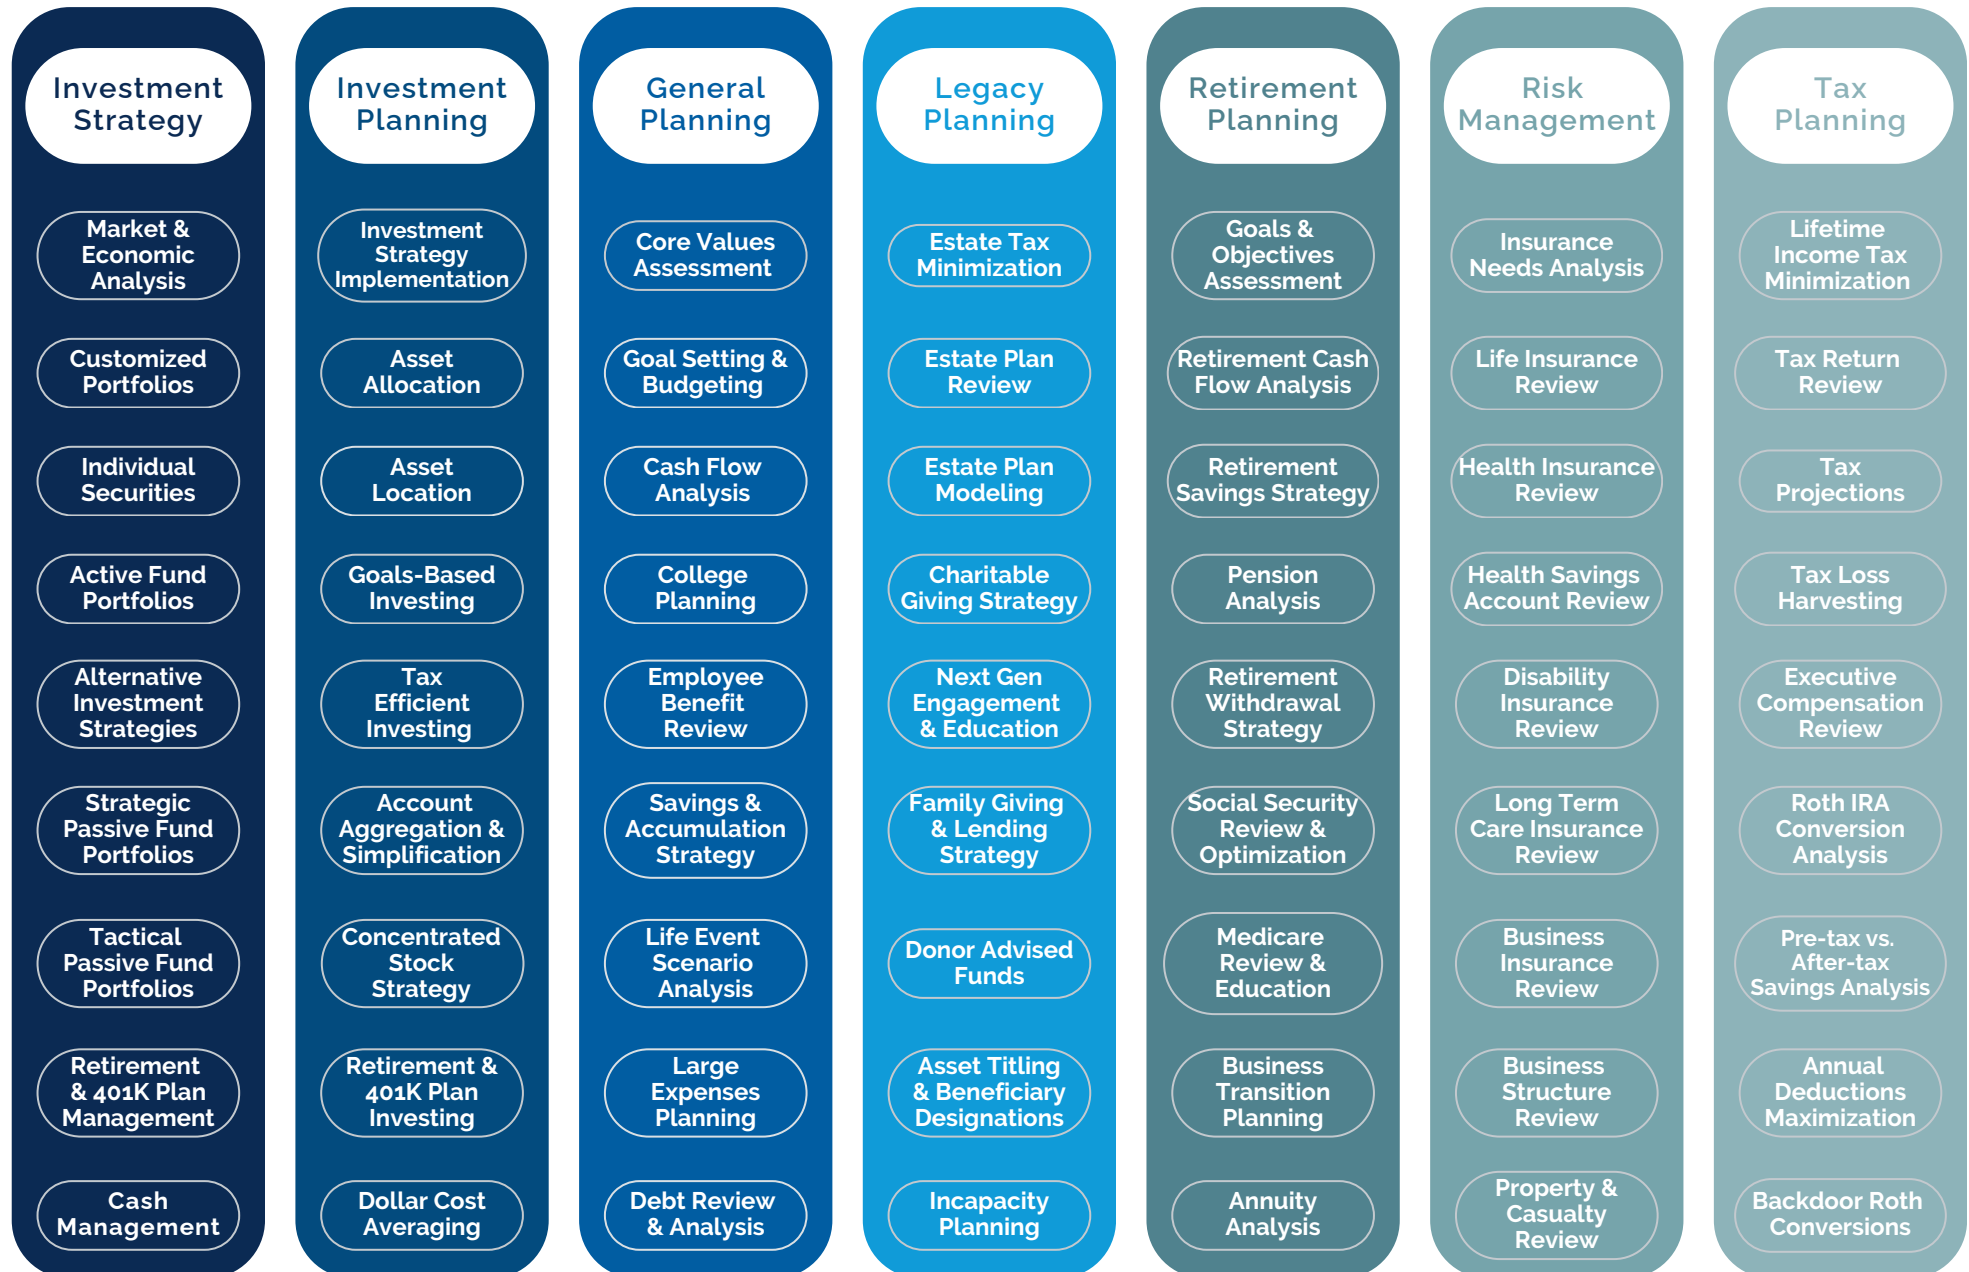 Investment
Strategy
Market &
Economic
Analysis
Customized
Portfolios
Individual
Securities
Active Fund
Portfolios
Alternative
Investment
Strategies
Strategic
Passive Fund
Portfolios
Tactical
Passive Fund
Portfolios
Retirement
& 401K Plan
Management
Cash
Management
Investment
Planning
Investment
Strategy
Implementation
Asset
Allocation
Asset
Location
Goals-Based
Investing
Tax
Efficient
Investing
Account
Aggregation &
Simplification
Concentrated
Stock
Strategy
Retirement &
401K Plan
Investing
Dollar Cost
Averaging
General
Planning
Core Values
Assessment
Goal Setting &
Budgeting
Cash Flow
Analysis
College
Planning
Employee
Benefit
Review
Savings &
Accumulation
Strategy
Life Event
Scenario
Analysis
Large
Expenses
Planning
Debt Review
& Analysis
Legacy
Planning
Estate Tax
Minimization
Estate Plan
Review
Estate Plan
Modeling
Charitable
Giving Strategy
Next Gen
Engagement
& Education
Family Giving
& Lending
Strategy
Donor Advised
Funds
Asset Titling
& Beneficiary
Designations
Incapacity
Planning
Retirement
Planning
Goals &
Objectives
Assessment
Retirement Cash
Flow Analysis
Retirement
Savings Strategy
Pension
Analysis
Retirement
Withdrawal
Strategy
Social Security
Review &
Optimization
Medicare
Review &
Education
Business
Transition
Planning
Annuity
Analysis
Risk
Management
Insurance
Needs Analysis
Life Insurance
Review
Health Insurance
Review
Health Savings
Account Review
Disability
Insurance
Review
Long Term
Care Insurance
Review
Business
Insurance
Review
Business
Structure
Review
Property &
Casualty
Review
Tax
Planning
Lifetime
Income Tax
Minimization
Tax Return
Review
Tax
Projections
Tax Loss
Harvesting
Executive
Compensation
Review
Roth IRA
Conversion
Analysis
Pre-tax vs.
After-tax
Savings Analysis
Annual
Deductions
Maximization
Backdoor Roth
Conversions